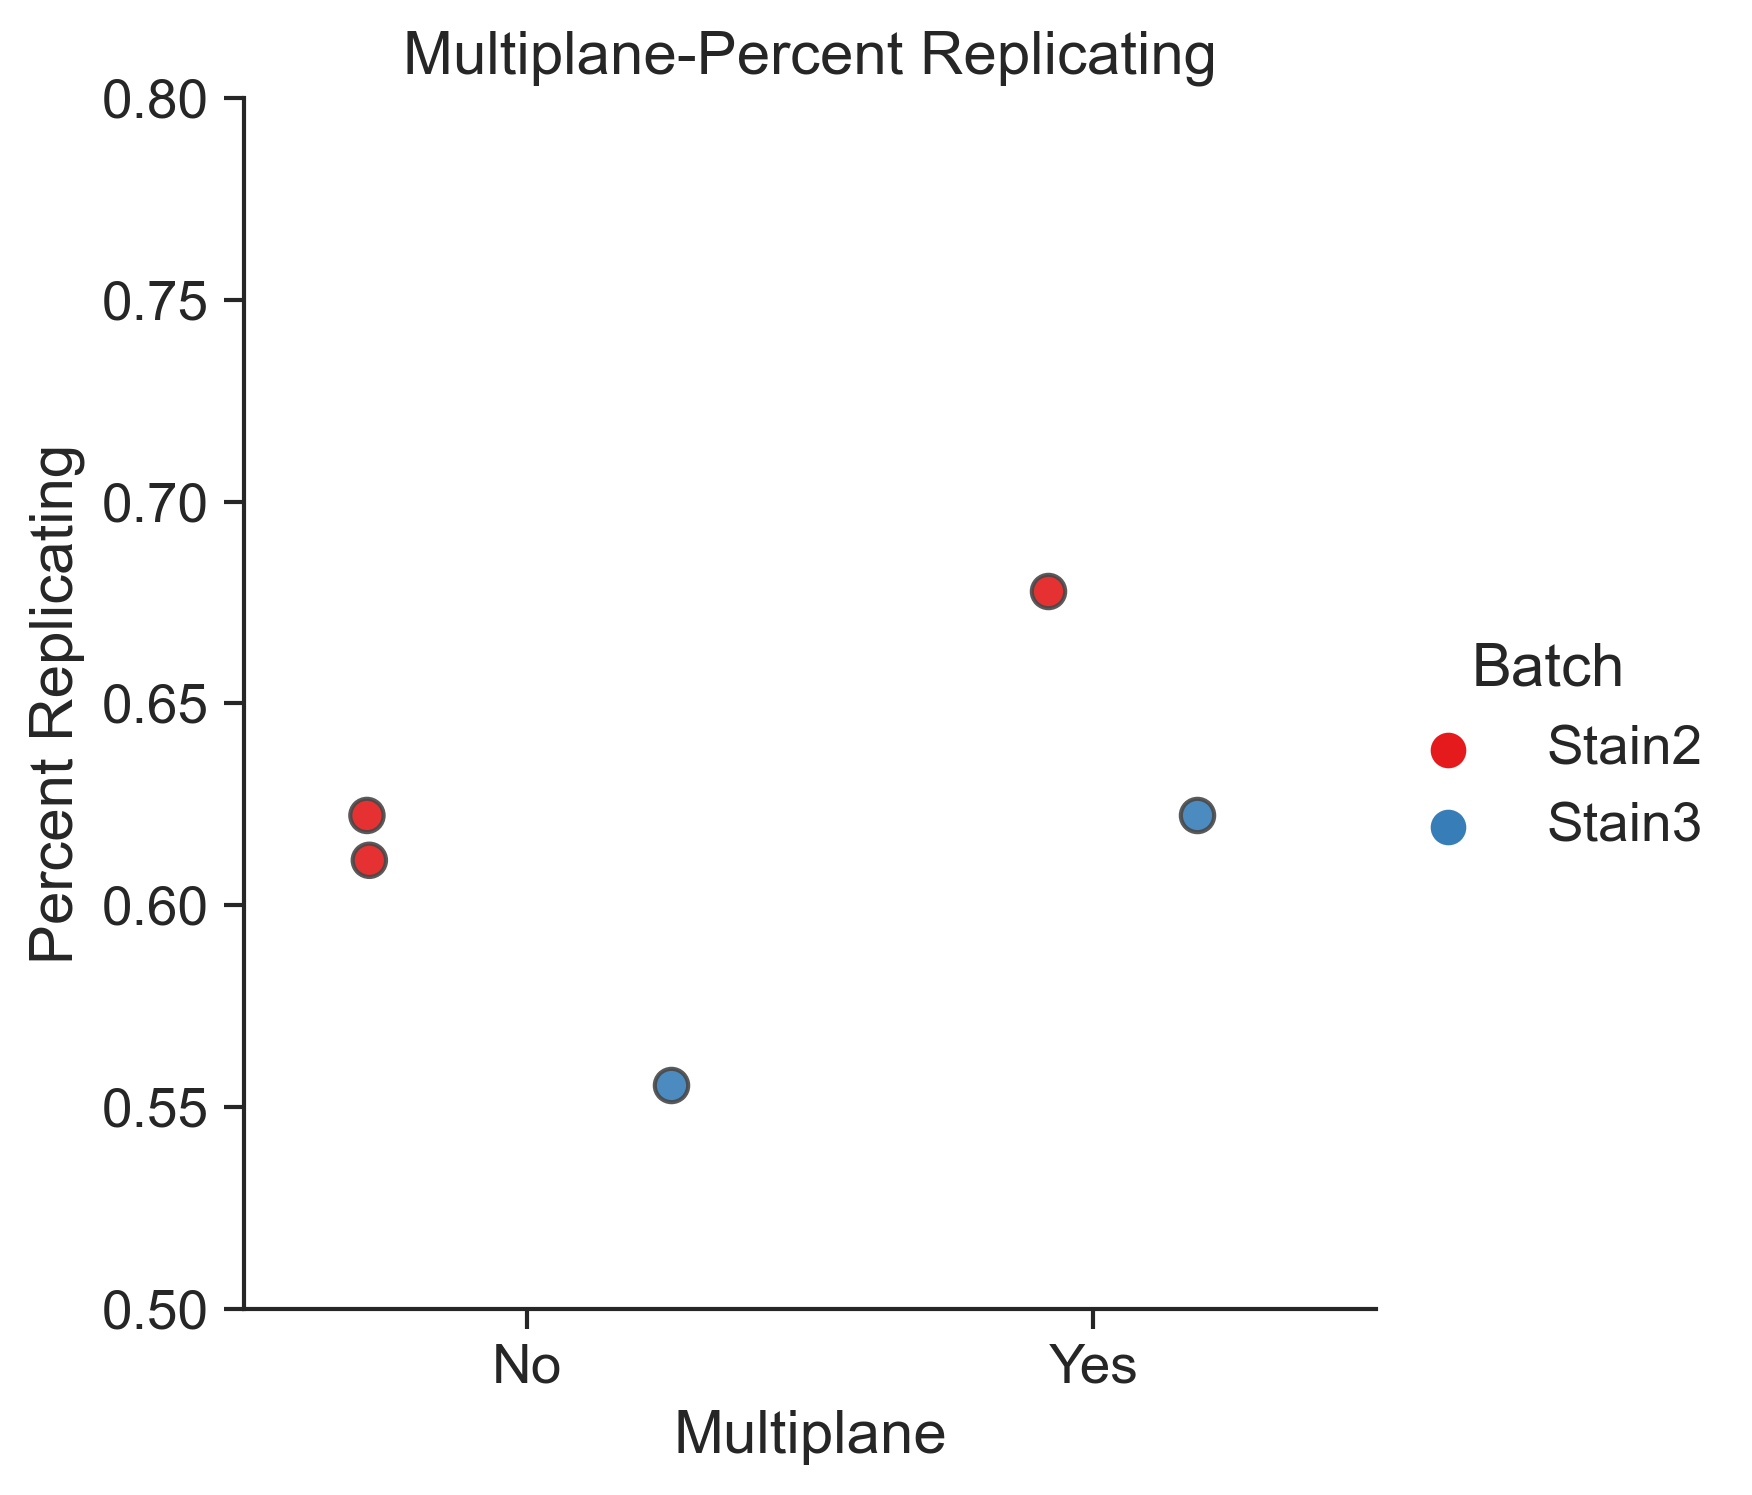 Multiplane-Percent Replicating
0.80
0.75
0.70
0.65
0.60
0.55
0.50
Percent Replicating
No
Yes
Multiplane
Batch
Stain2
Stain3